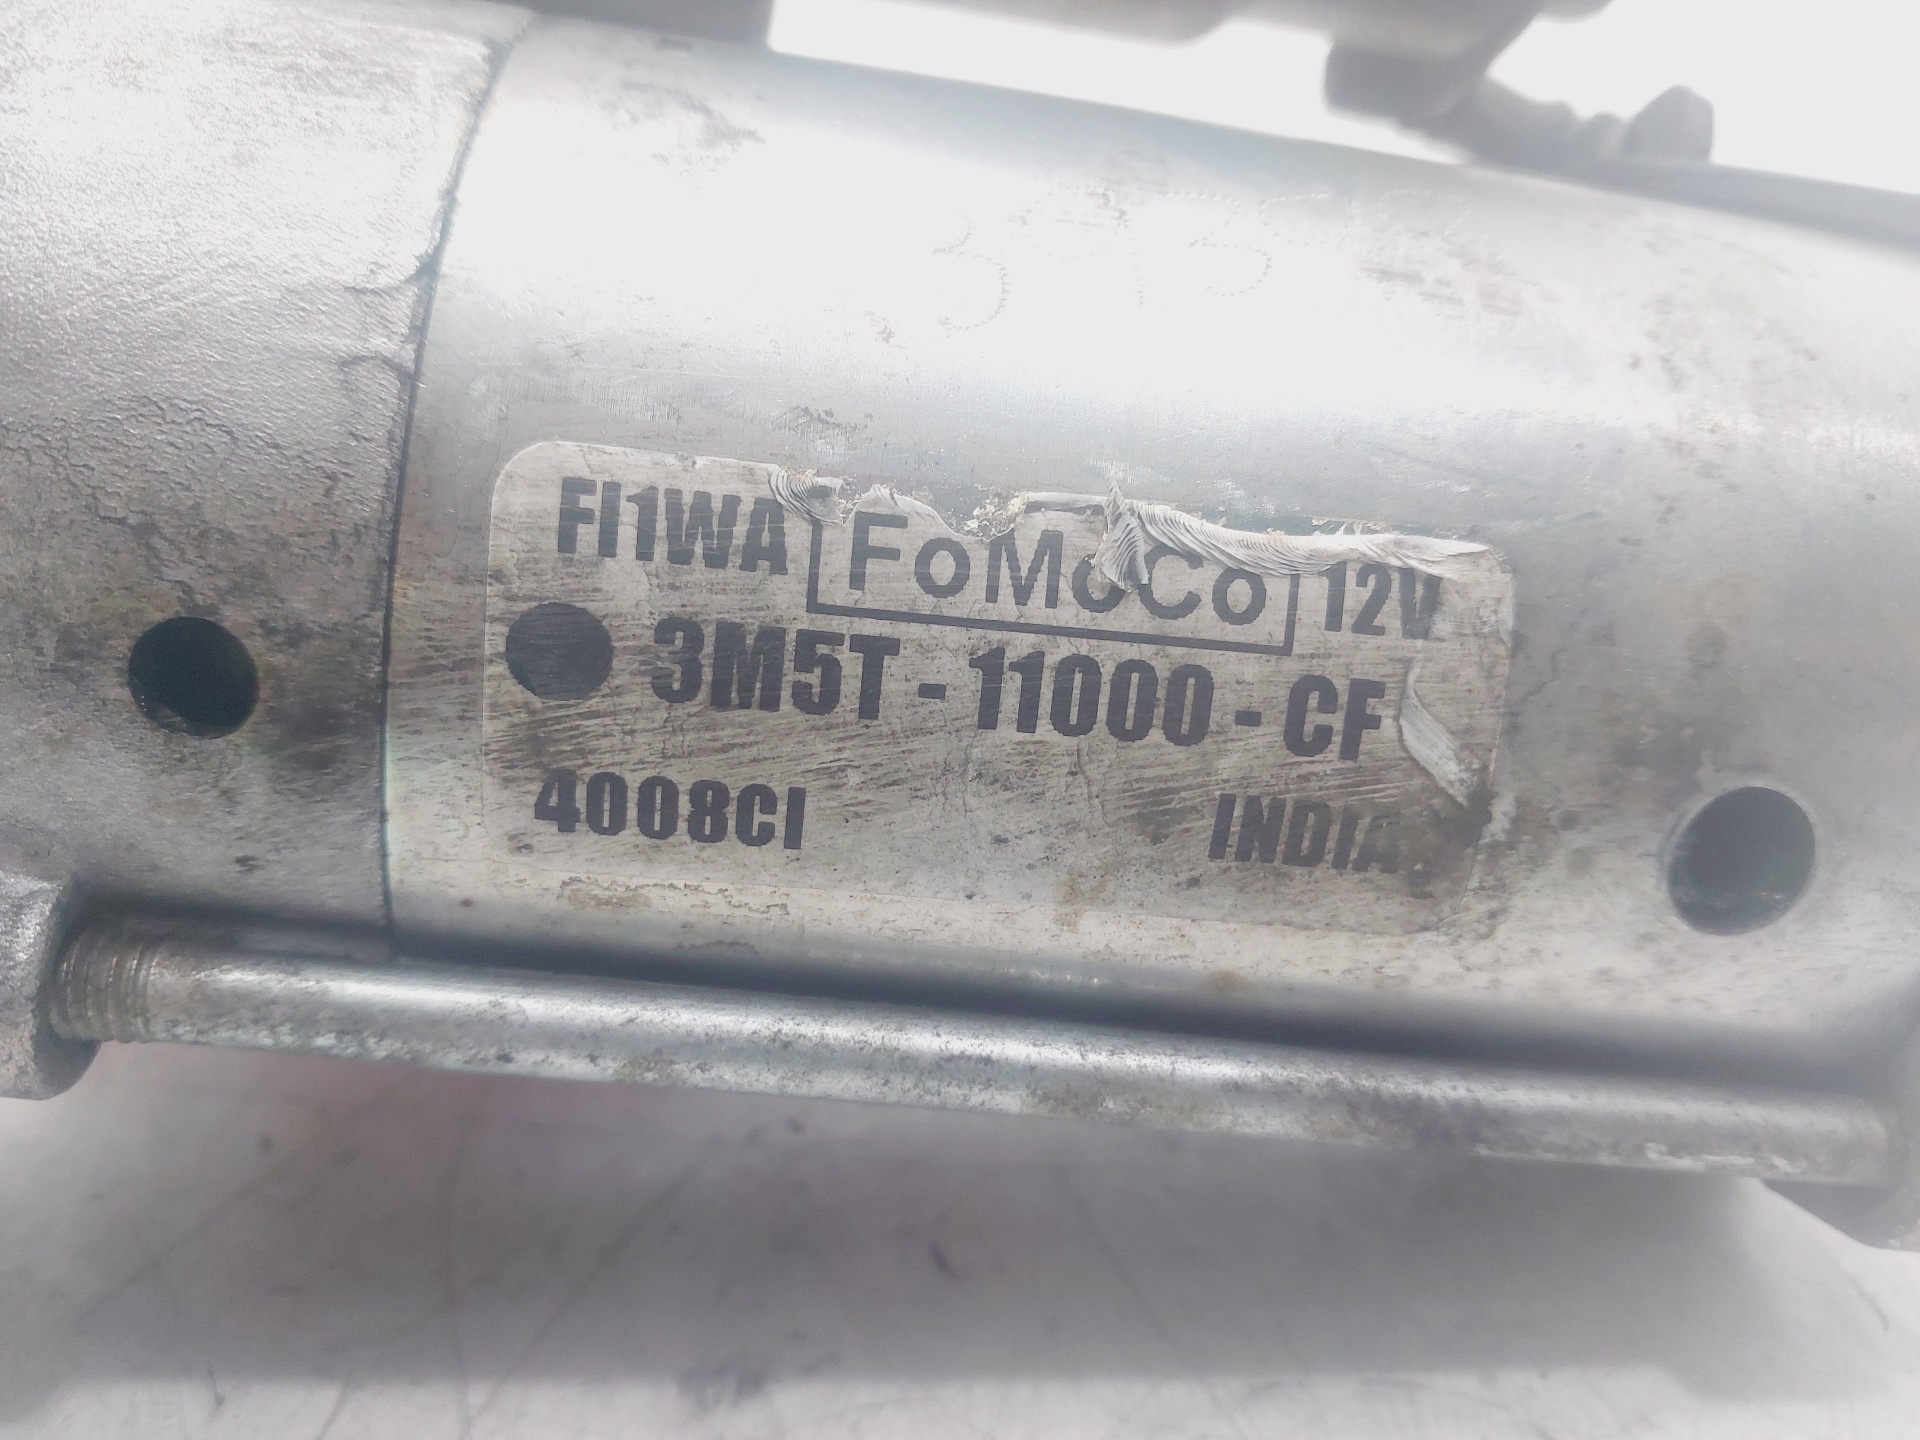 FI1WA FoMoCo 12V
3M5T - 11000 - CF
4008CI INDIA